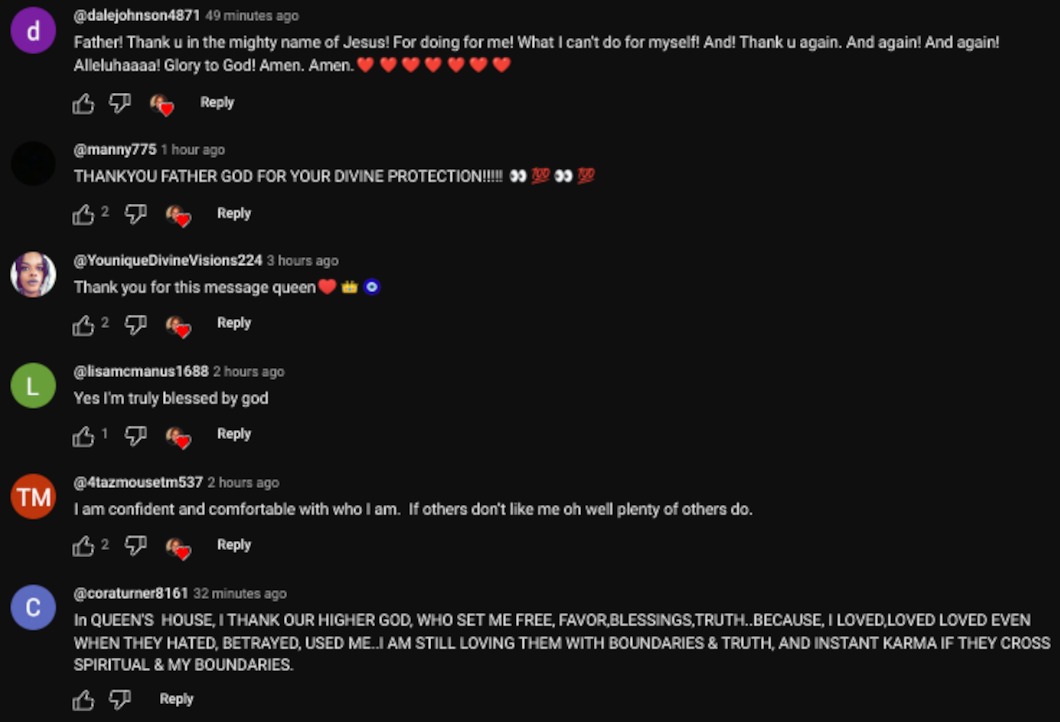 d
@dalejohnson4871 49 minutes ago
Father! Thank u in the mighty name of Jesus! For doing for me! What I can't do for myself! And! Thank u again. And again! And again!
Alleluhaaaa! Glory to God! Amen. Amen.❤️❤️❤️❤️❤️❤️❤️
Reply
@manny775 1 hour ago
THANKYOU FATHER GOD FOR YOUR DIVINE PROTECTION!!!!! 👀 💯 👀 💯
2 Reply
@YouniqueDivineVisions224 3 hours ago
Thank you for this message queen❤️👑🧿
2 Reply
L
@lisamcmanus1688 2 hours ago
Yes I'm truly blessed by god
1 Reply
TM
@4tazmousetm537 2 hours ago
I am confident and comfortable with who I am.  If others don't like me oh well plenty of others do.
2 Reply
C
@coraturner8161 32 minutes ago
In QUEEN'S  HOUSE, I THANK OUR HIGHER GOD, WHO SET ME FREE, FAVOR,BLESSINGS,TRUTH..BECAUSE, I LOVED,LOVED LOVED EVEN
WHEN THEY HATED, BETRAYED, USED ME..I AM STILL LOVING THEM WITH BOUNDARIES & TRUTH, AND INSTANT KARMA IF THEY CROSS
SPIRITUAL & MY BOUNDARIES.
Reply